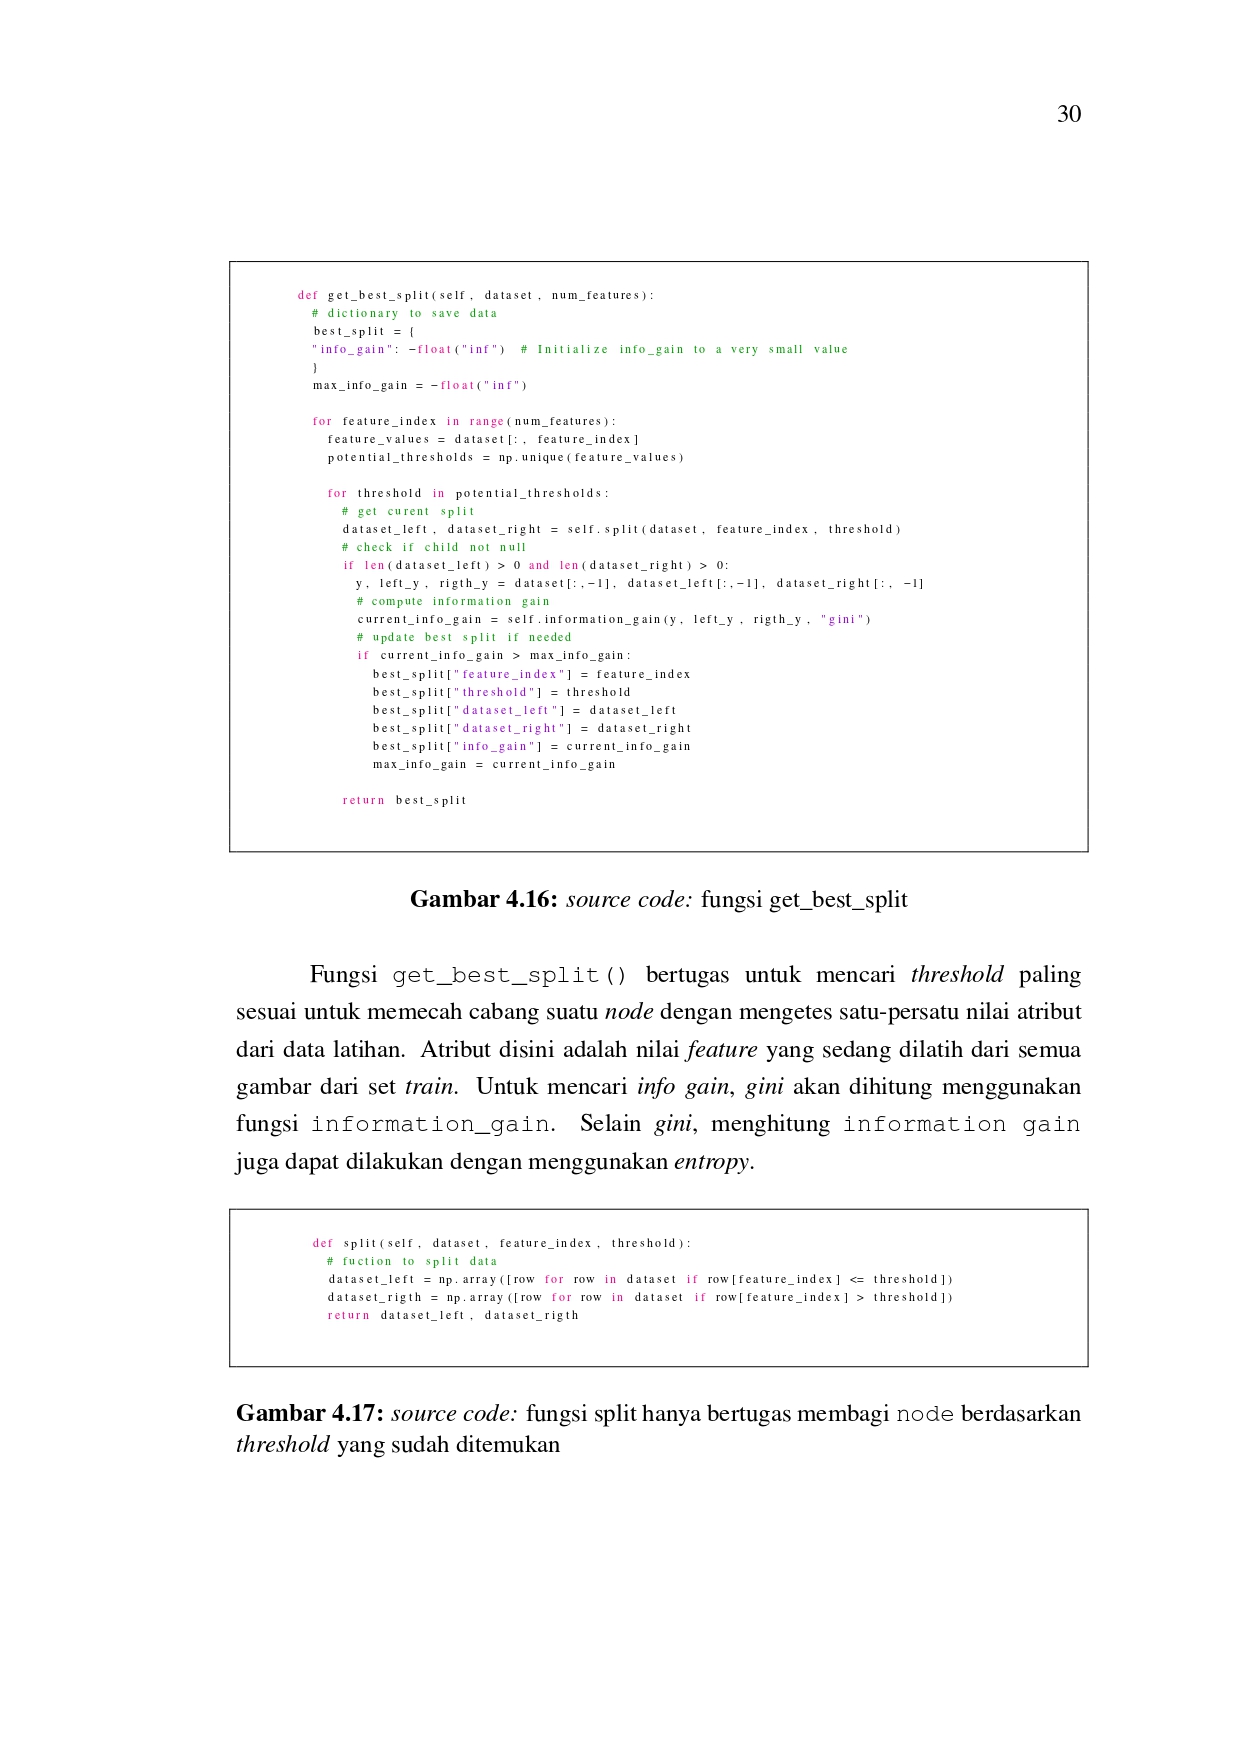 30
def get_best_split(self, dataset, num_features):
# dictionary to save data
best_split = {
"info_gain": -float("inf") # Initialize info_gain to a very small value
}
max_info_gain = -float("inf")
for feature_index in range(num_features):
feature_values = dataset[:, feature_index]
potential_thresholds = np.unique(feature_values)
for threshold in potential_thresholds:
# get curent split
dataset_left, dataset_right = self.split(dataset, feature_index, threshold)
# check if child not null
if len(dataset_left) > 0 and len(dataset_right) > 0:
y, left_y, rigth_y = dataset[:,-1], dataset_left[:,-1], dataset_right[:, -1]
# compute information gain
current_info_gain = self.information_gain(y, left_y, rigth_y, "gini")
# update best split if needed
if current_info_gain > max_info_gain:
best_split["feature_index"] = feature_index
best_split["threshold"] = threshold
best_split["dataset_left"] = dataset_left
best_split["dataset_right"] = dataset_right
best_split["info_gain"] = current_info_gain
max_info_gain = current_info_gain
return best_split
Gambar 4.16: source code: fungsi get_best_split
Fungsi get_best_split() bertugas untuk mencari threshold paling
sesuai untuk memecah cabang suatu node dengan mengetes satu-persatu nilai atribut
dari data latihan. Atribut disini adalah nilai feature yang sedang dilatih dari semua
gambar dari set train. Untuk mencari info gain, gini akan dihitung menggunakan
fungsi information_gain. Selain gini, menghitung information gain
juga dapat dilakukan dengan menggunakan entropy.
def split(self, dataset, feature_index, threshold):
# fuction to split data
dataset_left = np.array([row for row in dataset if row[feature_index] <= threshold])
dataset_rigth = np.array([row for row in dataset if row[feature_index] > threshold])
return dataset_left, dataset_rigth
Gambar 4.17: source code: fungsi split hanya bertugas membagi node berdasarkan
threshold yang sudah ditemukan